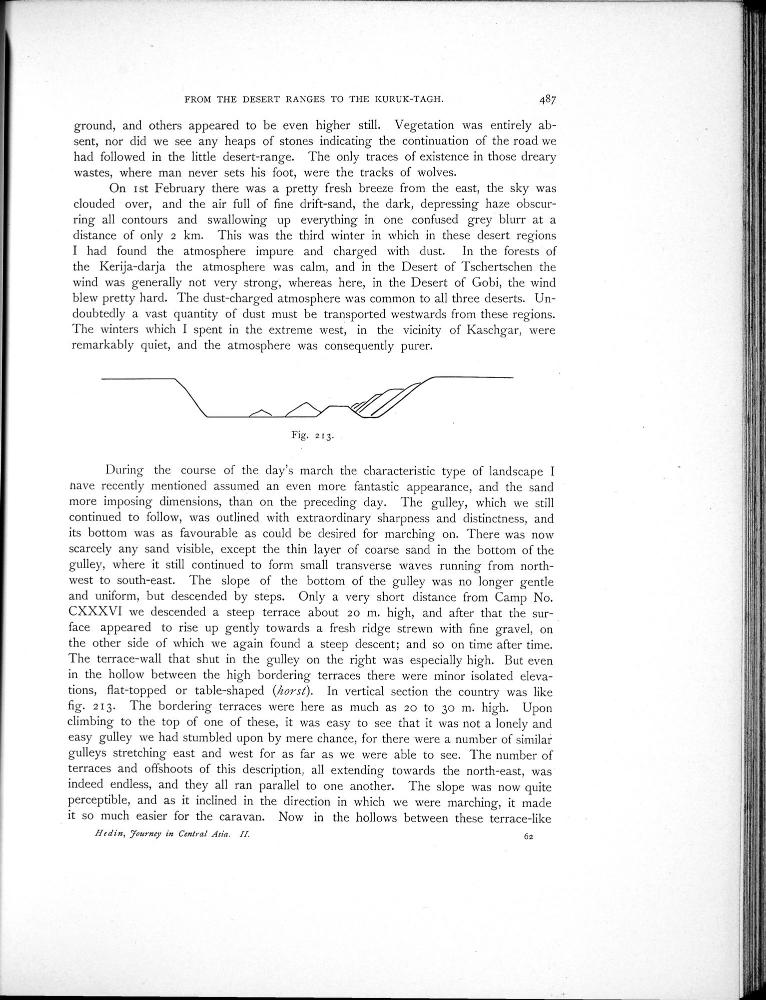 FROM THE DESERT RANGES TO THE KURUK-TAGH. 487
ground, and others appeared to be even higher still. Vegetation was entirely ab-
sent, nor did we see any heaps of stones indicating the continuation of the road we
had followed in the little desert-range. The only traces of existence in those dreary
wastes, where man never sets his foot, were the tracks of wolves.
On 1st February there was a pretty fresh breeze from the east, the sky was
clouded over, and the air full of fine drift-sand, the dark, depressing haze obscur-
ring all contours and swallowing up everything in one confused grey blurr at a
distance of only 2 km. This was the third winter in which in these desert regions
I had found the atmosphere impure and charged with dust. In the forests of
the Kerija-darja the atmosphere was calm, and in the Desert of Tschertschen the
wind was generally not very strong, whereas here, in the Desert of Gobi, the wind
blew pretty hard. The dust-charged atmosphere was common to all three deserts. Un-
doubtedly a vast quantity of dust must be transported westwards from these regions.
The winters which I spent in the extreme west, in the vicinity of Kaschgar, were
remarkably quiet, and the atmosphere was consequently purer.
Fig. 213.
During the course of the day's march the characteristic type of landscape I
have recently mentioned assumed an even more fantastic appearance, and the sand
more imposing dimensions, than on the preceding day. The gulley, which we still
continued to follow, was outlined with extraordinary sharpness and distinctness, and
its bottom was as favourable as could be desired for marching on. There was now
scarcely any sand visible, except the thin layer of coarse sand in the bottom of the
gulley, where it still continued to form small transverse waves running from north-
west to south-east. The slope of the bottom of the gulley was no longer gentle
and uniform, but descended by steps. Only a very short distance from Camp No.
CXXXVI we descended a steep terrace about 20 m. high, and after that the sur-
face appeared to rise up gently towards a fresh ridge strewn with fine gravel, on
the other side of which we again found a steep descent; and so on time after time.
The terrace-wall that shut in the gulley on the right was especially high. But even
in the hollow between the high bordering terraces there were minor isolated eleva-
tions, flat-topped or table-shaped (horst). In vertical section the country was like
fig. 213. The bordering terraces were here as much as 20 to 30 m. high. Upon
climbing to the top of one of these, it was easy to see that it was not a lonely and
easy gulley we had stumbled upon by mere chance, for there were a number of similar
gulleys stretching east and west for as far as we were able to see. The number of
terraces and offshoots of this description, all extending towards the north-east, was
indeed endless, and they all ran parallel to one another. The slope was now quite
perceptible, and as it inclined in the direction in which we were marching, it made
it so much easier for the caravan. Now in the hollows between these terrace-like
Hedin, Journey in Central Asia. II. 62